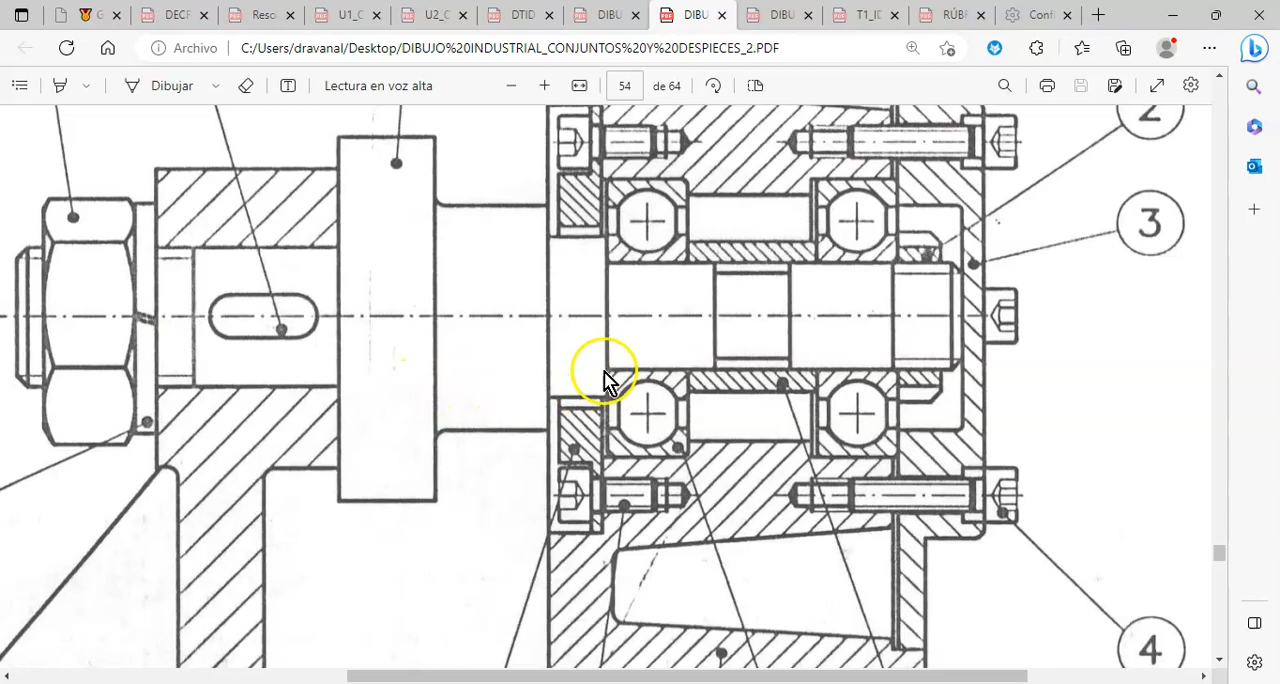 G
DECF
Reso
U1_C
U2_C
DTID
DIBU
DIBU
DIBU
T1_ID
RÚBF
Confi
Archivo
C:/Users/dravanal/Desktop/DIBUJO%20INDUSTRIAL_CONJUNTOS%20Y%20DESPIECES_2.PDF
Dibujar
Lectura en voz alta
54
de 64
2
3
4